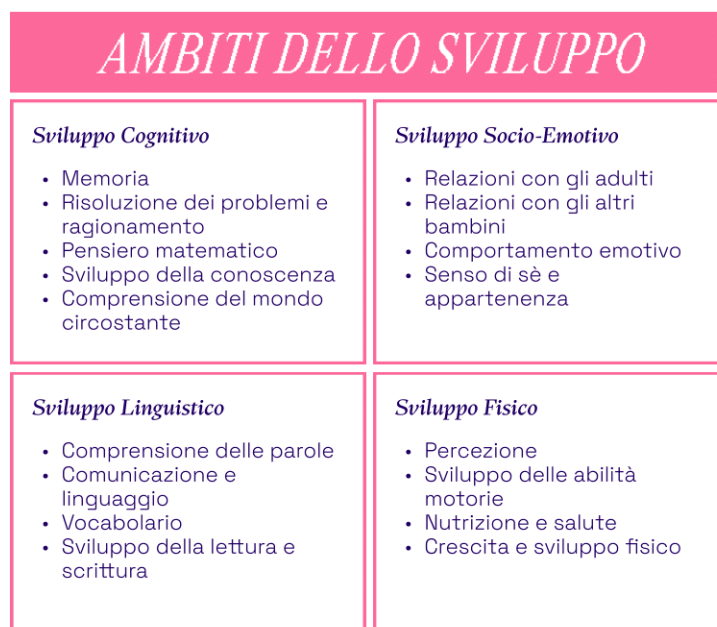 AMBITI DELLO SVILUPPO
Sviluppo Cognitivo
• Memoria
• Risoluzione dei problemi e
ragionamento
• Pensiero matematico
• Sviluppo della conoscenza
• Comprensione del mondo
circostante
Sviluppo Socio-Emotivo
• Relazioni con gli adulti
• Relazioni con gli altri
bambini
• Comportamento emotivo
• Senso di sè e
appartenenza
Sviluppo Linguistico
• Comprensione delle parole
• Comunicazione e
linguaggio
• Vocabolario
• Sviluppo della lettura e
scrittura
Sviluppo Fisico
• Percezione
• Sviluppo delle abilità
motorie
• Nutrizione e salute
• Crescita e sviluppo fisico